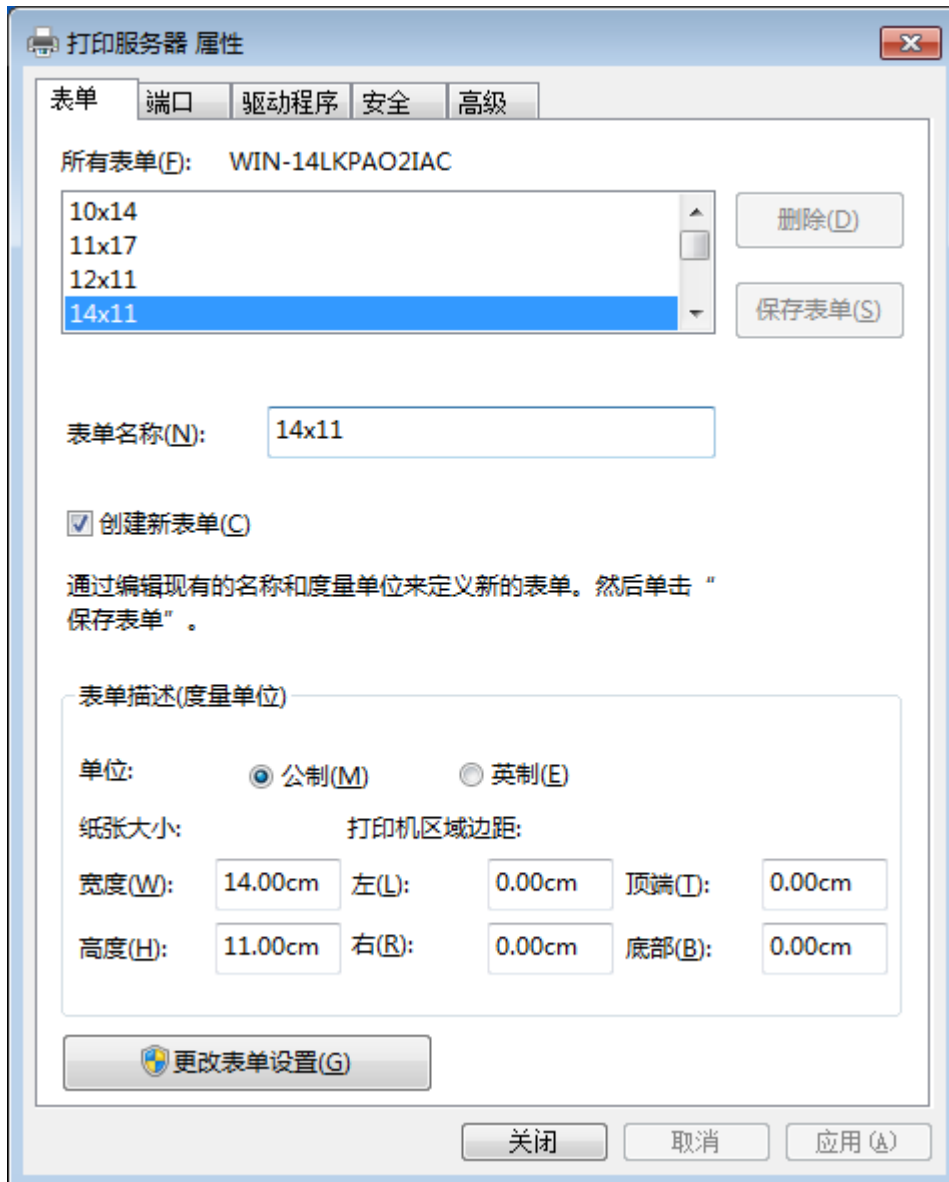 打印服务器 属性
表单 端口 驱动程序 安全 高级
所有表单(F): WIN-14LKPAO2IAC
10x14
11x17
12x11
14x11
删除(D)
保存表单(S)
表单名称(N): 14x11
创建新表单(C)
通过编辑现有的名称和度量单位来定义新的表单。然后单击“
保存表单”。
表单描述(度量单位)
单位: 公制(M) 英制(E)
纸张大小: 打印机区域边距:
宽度(W): 14.00cm 左(L): 0.00cm 顶端(T): 0.00cm
高度(H): 11.00cm 右(R): 0.00cm 底部(B): 0.00cm
更改表单设置(G)
关闭 取消 应用(A)